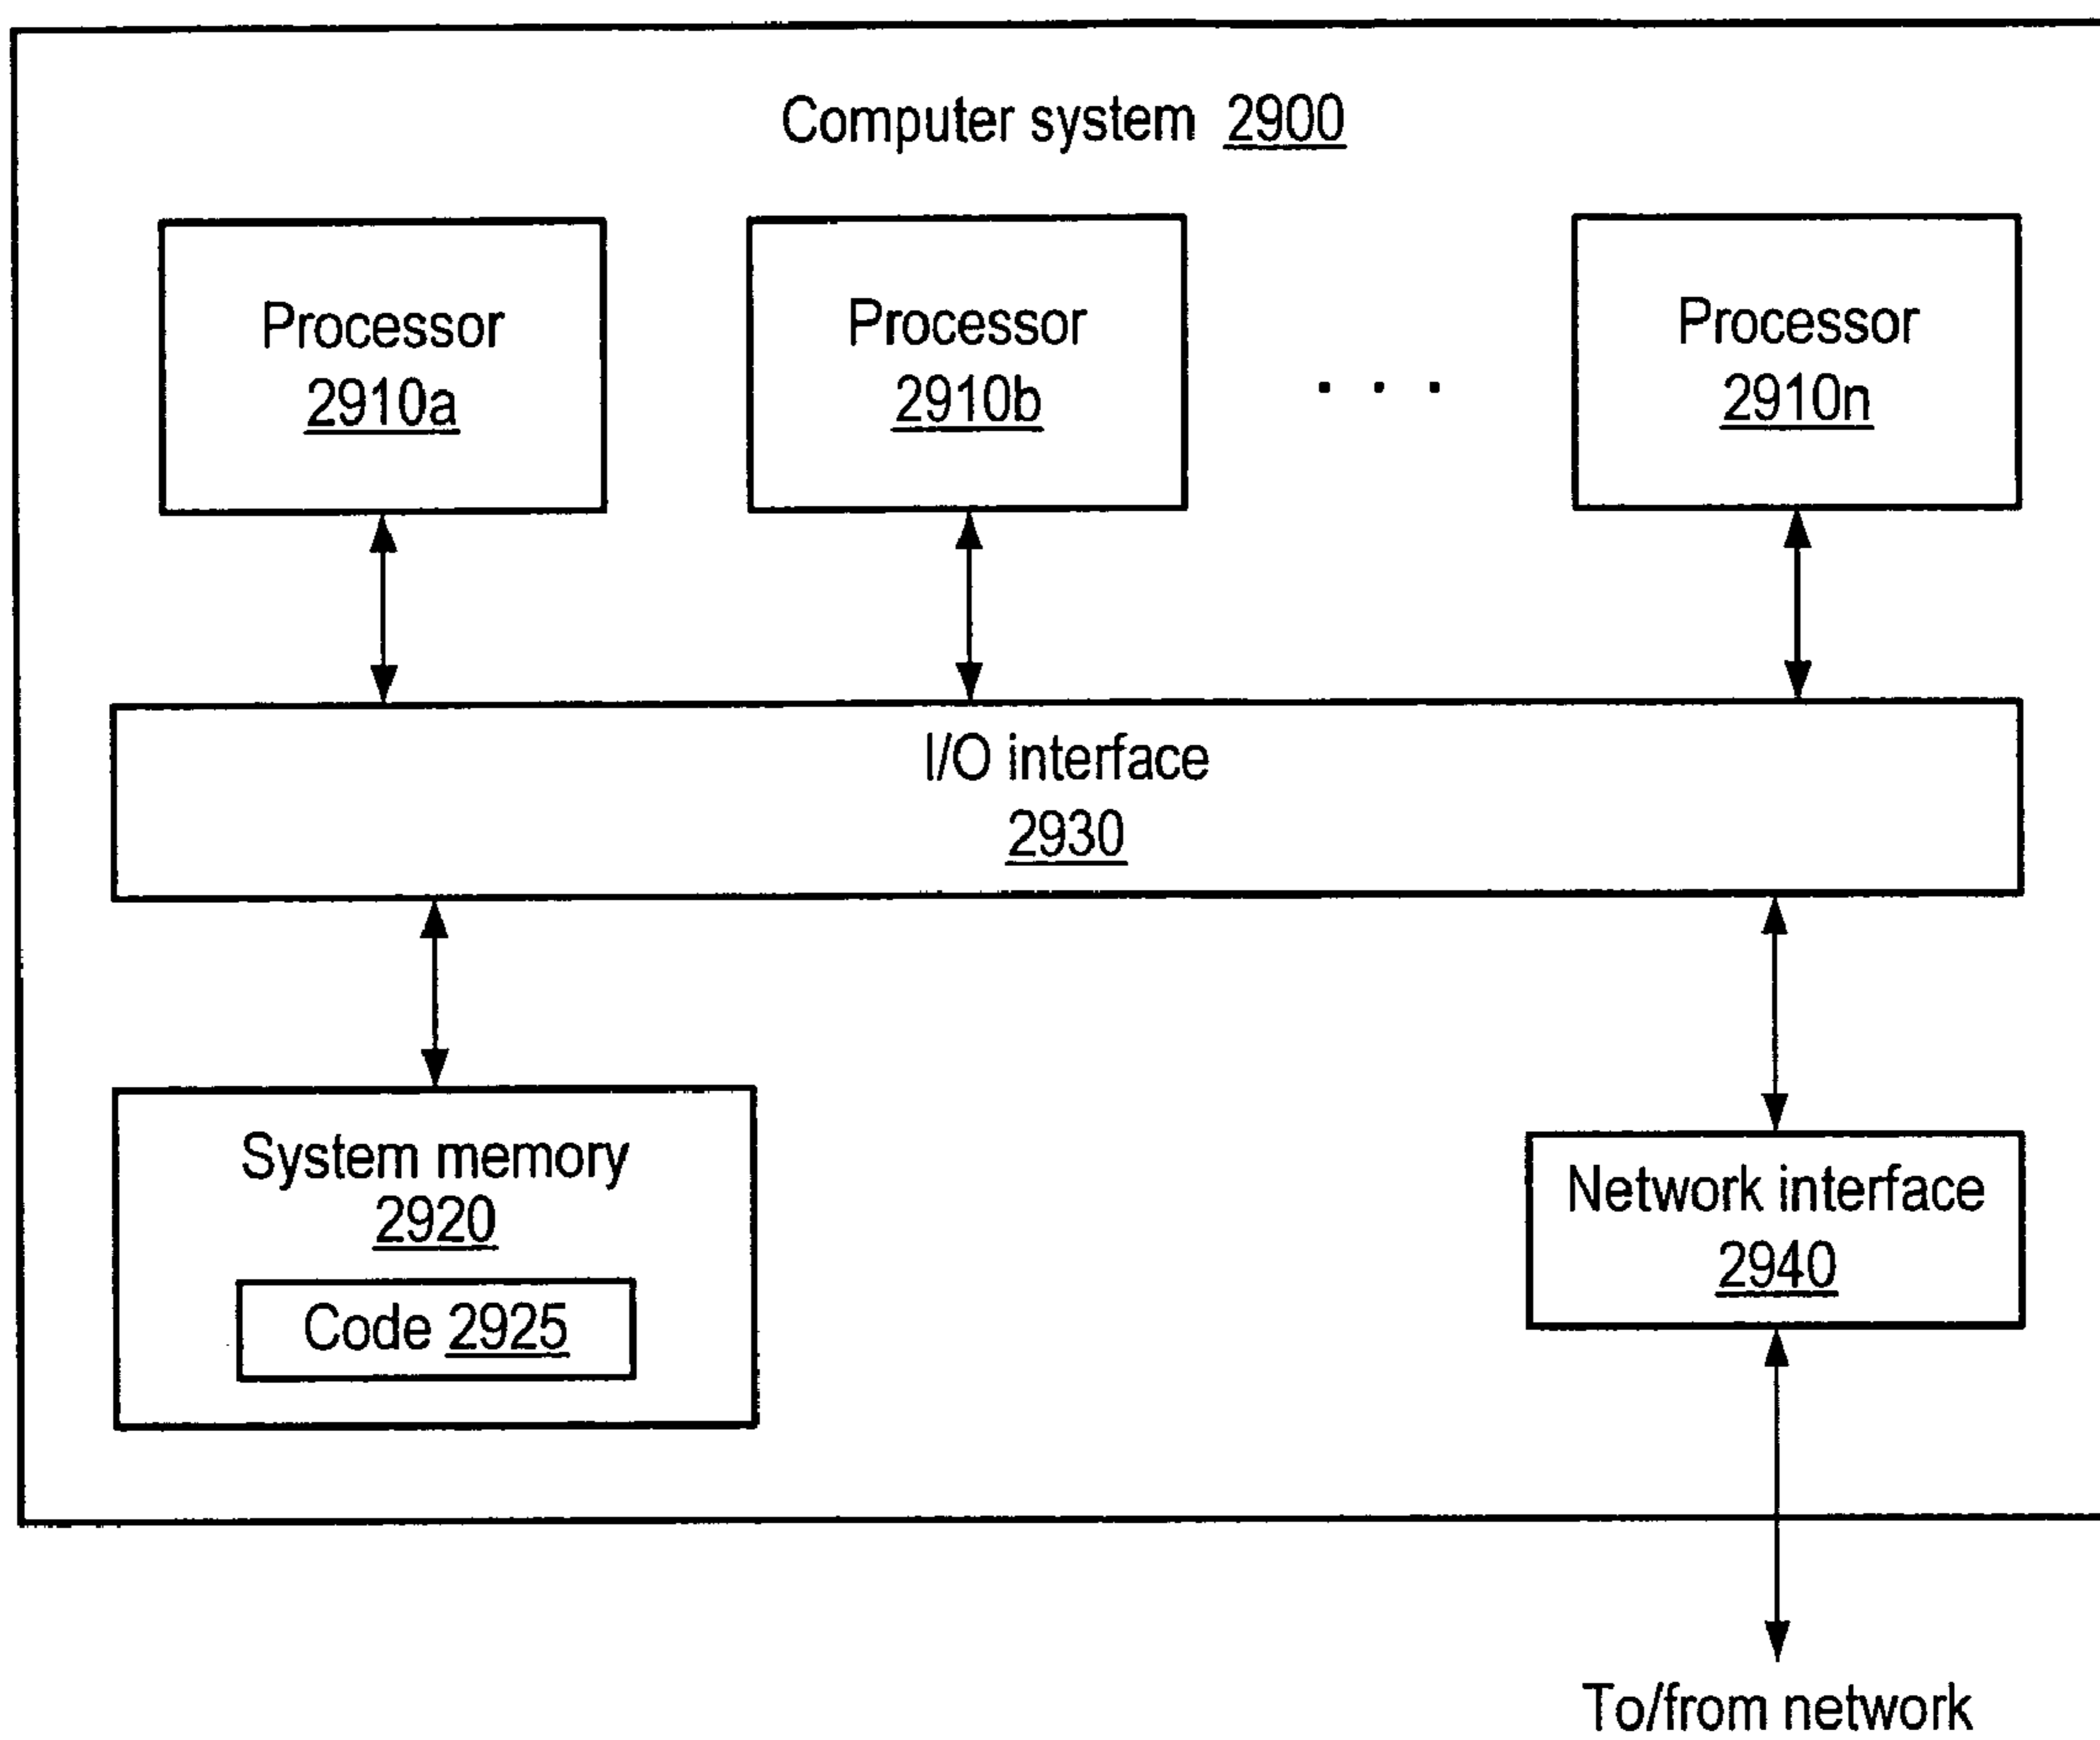 Computer system 2900
Processor
2910a
Processor
2910b
. . .
Processor
2910n
I/O interface
2930
System memory
2920
Code 2925
Network interface
2940
To/from network